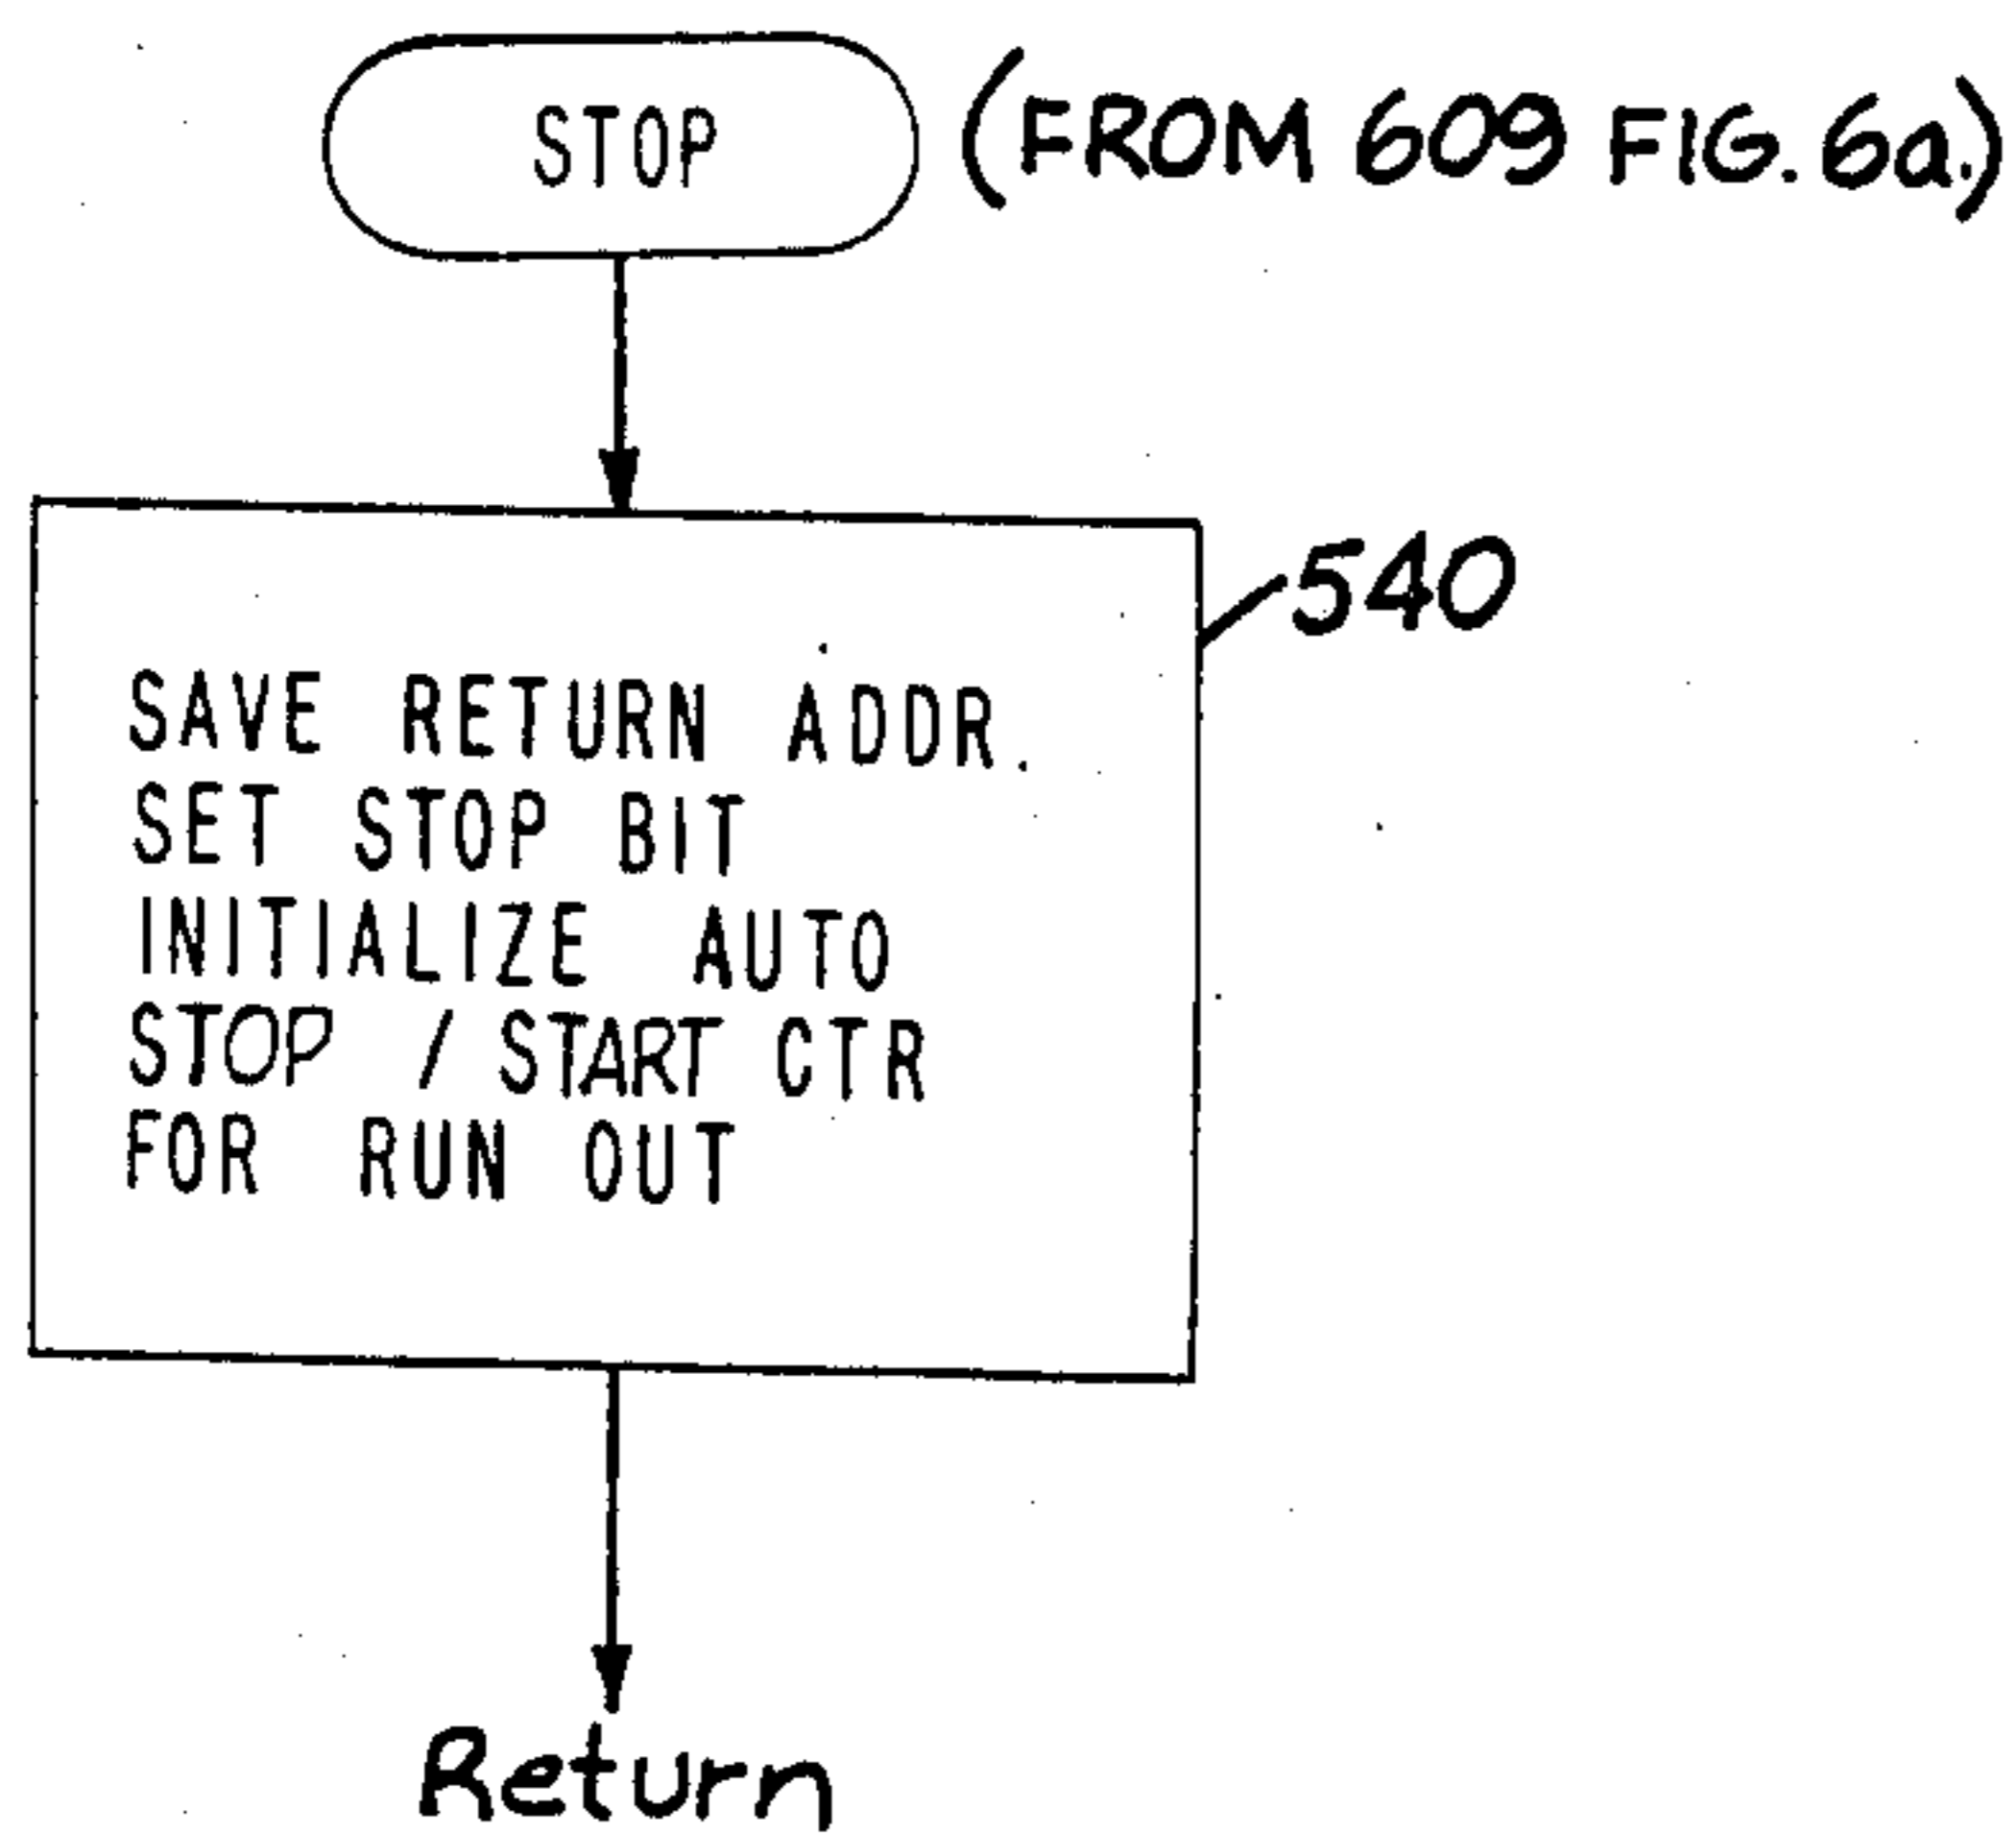 STOP (FROM 609 FIG. 6a.)
540
SAVE RETURN ADDR.
SET STOP BIT
INITIALIZE AUTO
STOP / START CTR
FOR RUN OUT
Return